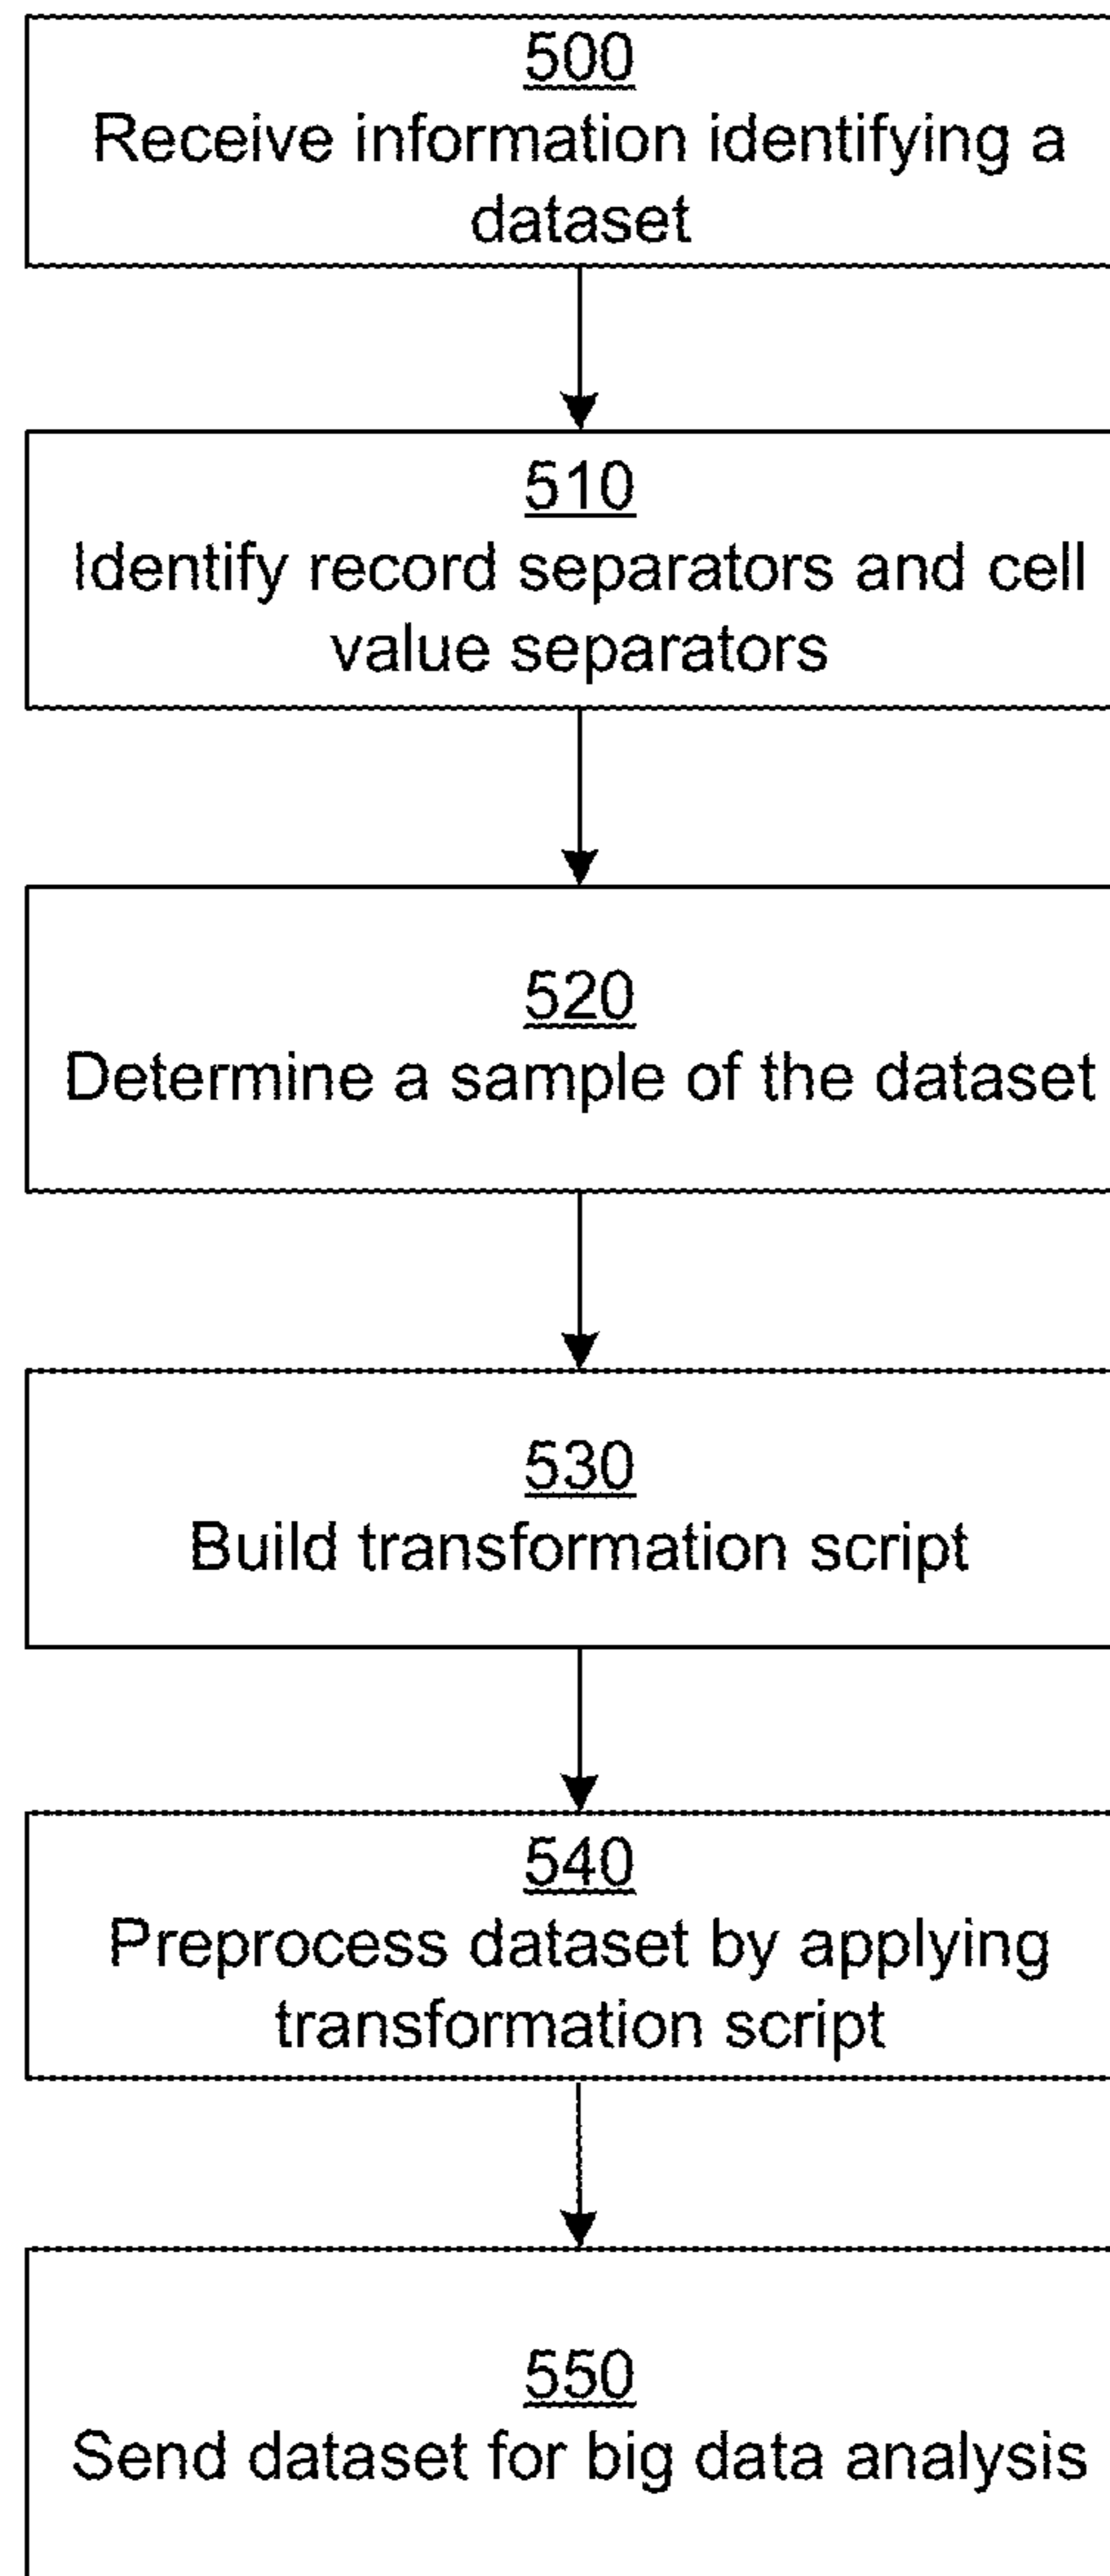 500
Receive information identifying a
dataset
510
Identify record separators and cell
value separators
520
Determine a sample of the dataset
530
Build transformation script
540
Preprocess dataset by applying
transformation script
550
Send dataset for big data analysis